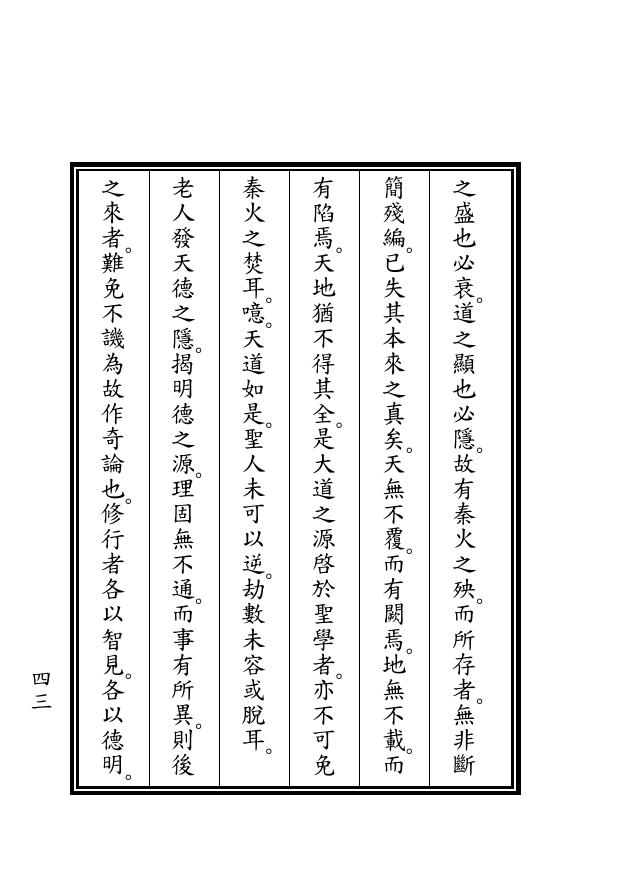 之盛也必衰。道之顯也必隱。故有秦火之殃。而所存者。無非斷
簡殘編。已失其本來之真矣。天無不覆。而有闕焉。地無不載。而
有陷焉。天地猶不得其全。是大道之源啓於聖學者。亦不可免
秦火之焚耳。噫。天道如是。聖人未可以逆。劫數未容或脫耳。
老人發天德之隱。揭明德之源。理固無不通。而事有所異。則後
之來者。難免不譏為故作奇論也。修行者各以智見。各以德明。
四三